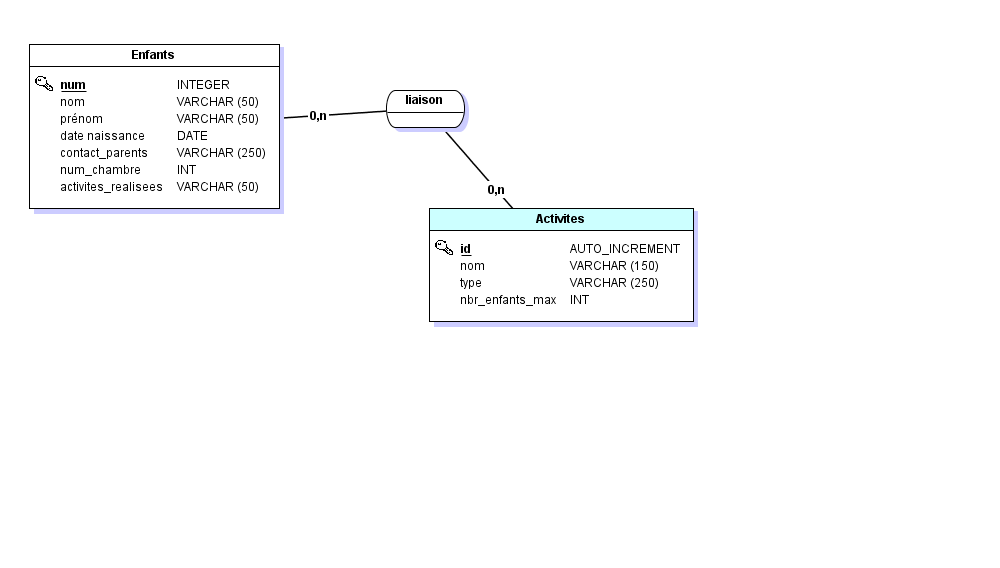 Enfants
num INTEGER
nom VARCHAR (50)
prénom VARCHAR (50)
date naissance DATE
contact_parents VARCHAR (250)
num_chambre INT
activites_realisees VARCHAR (50)
0,n
liaison
0,n
Activites
id AUTO_INCREMENT
nom VARCHAR (150)
type VARCHAR (250)
nbr_enfants_max INT